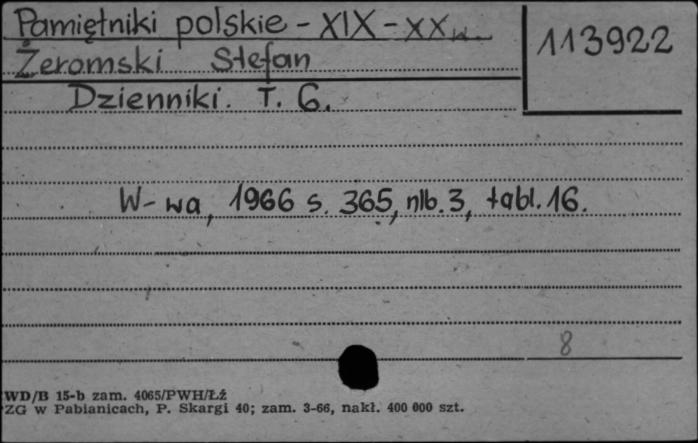 Pamiętniki polskie - XIX - XX w.
113922
Żeromski Stefan
Dzienniki. T. 6.
W-wa, 1966 s. 365, nlb. 3, tabl. 16.
8
WD/B 15-b zam. 4065/PWH/Łź
ZG w Pabianicach, P. Skargi 40; zam. 3-66, nakł. 400 000 szt.